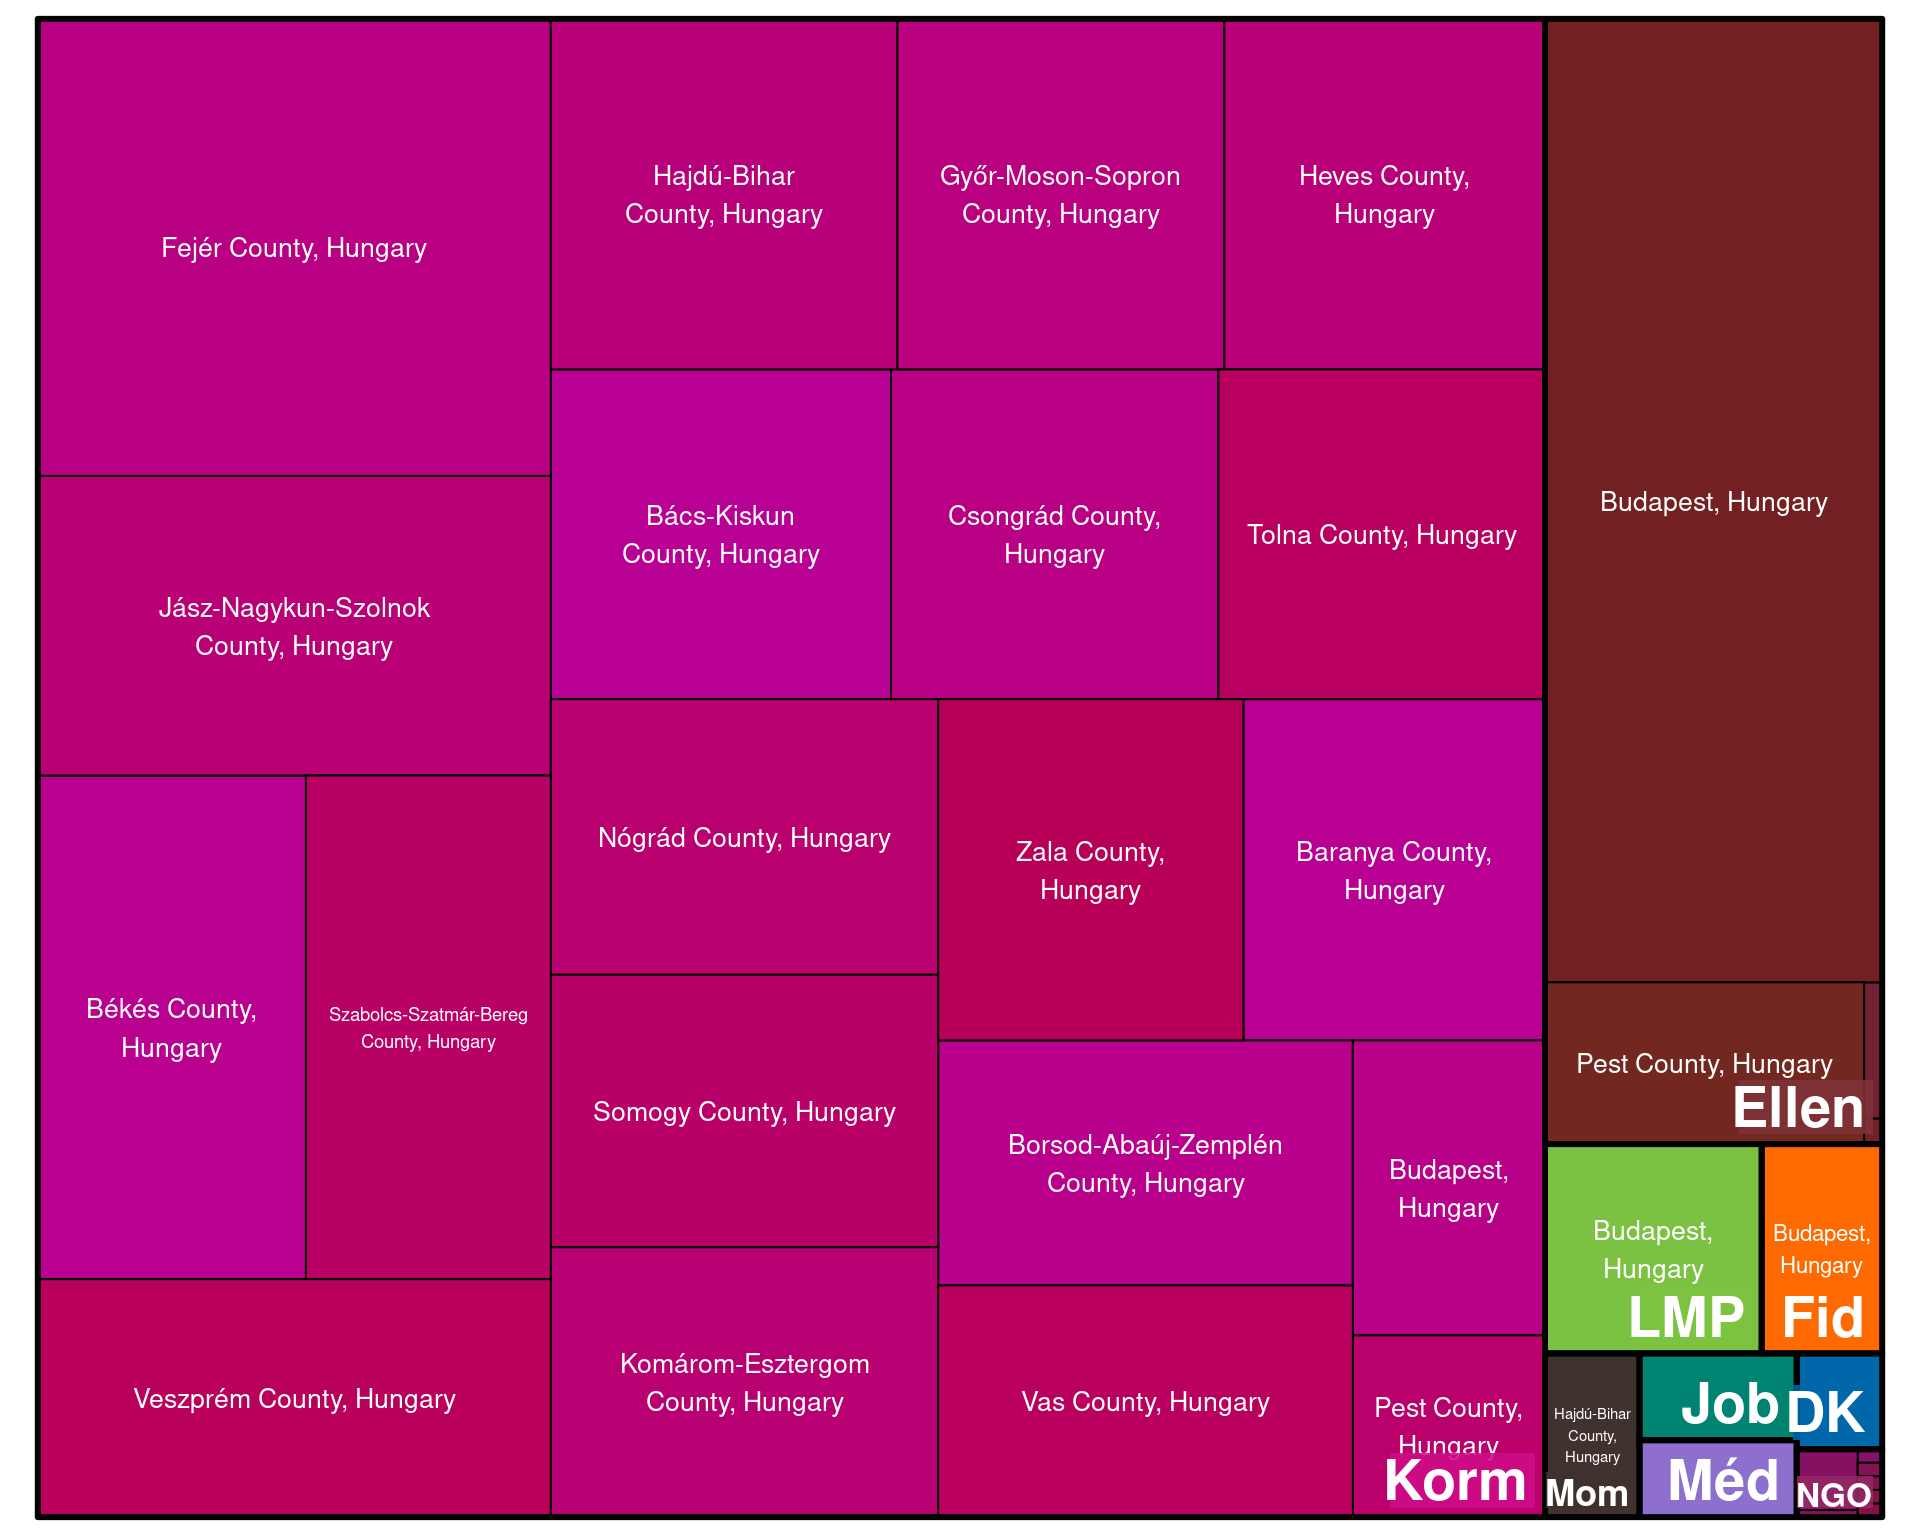 Fejér County, Hungary
Hajdú-Bihar
County, Hungary
Győr-Moson-Sopron
County, Hungary
Heves County,
Hungary
Budapest, Hungary
Jász-Nagykun-Szolnok
County, Hungary
Bács-Kiskun
County, Hungary
Csongrád County,
Hungary
Tolna County, Hungary
Békés County,
Hungary
Szabolcs-Szatmár-Bereg
County, Hungary
Nógrád County, Hungary
Zala County,
Hungary
Baranya County,
Hungary
Somogy County, Hungary
Borsod-Abaúj-Zemplén
County, Hungary
Budapest,
Hungary
Pest County, Hungary
Ellen
Budapest,
Hungary
LMP
Budapest,
Hungary
Fid
Veszprém County, Hungary
Komárom-Esztergom
County, Hungary
Vas County, Hungary
Pest County,
Hungary
Korm
Hajdú-Bihar
County,
Hungary
Mom
Job
DK
Méd
NGO